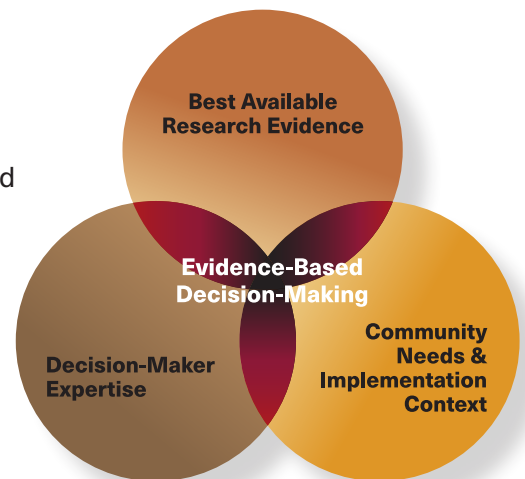 Best Available
Research Evidence
d
Evidence-Based
Decision-Making
Decision-Maker
Expertise
Community
Needs &
Implementation
Context